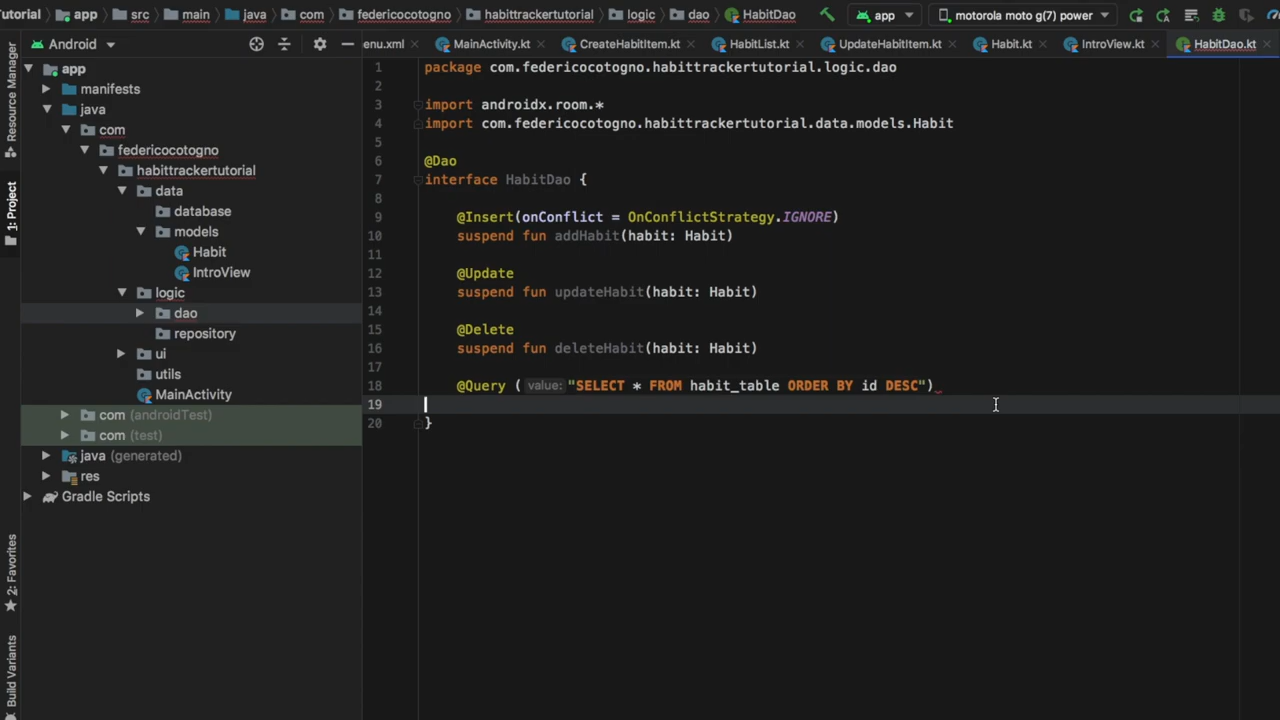 Tutorial app src main java com federicocotogno habittrackertutorial logic dao HabitDao app motorola moto g(7) power
Android enu.xml MainActivity.kt CreateHabitItem.kt HabitList.kt UpdateHabitItem.kt Habit.kt IntroView.kt HabitDao.kt
Resource Manager
1: Project
2: Favorites
Build Variants
app
manifests
java
com
federicocotogno
habittrackertutorial
data
database
models
Habit
IntroView
logic
dao
repository
ui
utils
MainActivity
com (androidTest)
com (test)
java (generated)
res
Gradle Scripts
1 package com.federicocotogno.habittrackertutorial.logic.dao
2
3 import androidx.room.*
4 import com.federicocotogno.habittrackertutorial.data.models.Habit
5
6 @Dao
7 interface HabitDao {
8
9 @Insert(onConflict = OnConflictStrategy.IGNORE)
10 suspend fun addHabit(habit: Habit)
11
12 @Update
13 suspend fun updateHabit(habit: Habit)
14
15 @Delete
16 suspend fun deleteHabit(habit: Habit)
17
18 @Query ( value: "SELECT * FROM habit_table ORDER BY id DESC")
19
20 }